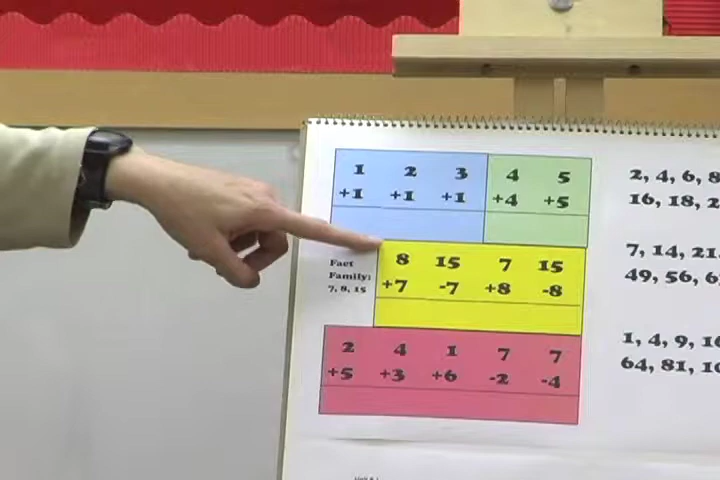 1 2 3 4 5
+1 +1 +1 +4 +5
Fact
Family:
7, 8, 15
8 15 7 15
+7 -7 +8 -8
2 4 1 7 7
+5 +3 +6 -2 -4
2, 4, 6, 8
16, 18, 2
7, 14, 21,
49, 56, 6
1, 4, 9, 16
64, 81, 10